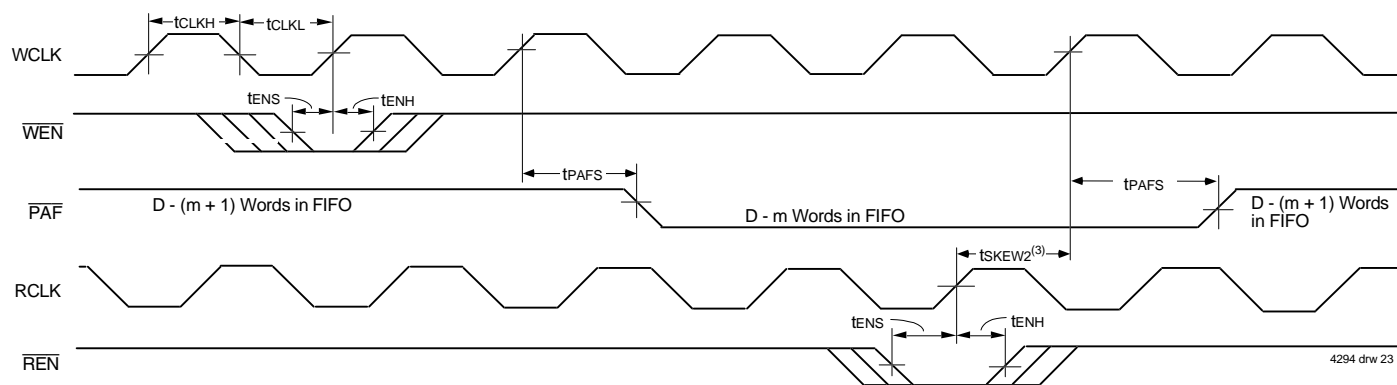 tCLKH
tCLKL
WCLK
tENS
tENH
WEN
tPAFS
tPAFS
PAF
D - (m + 1) Words in FIFO
D - m Words in FIFO
D - (m + 1) Words
in FIFO
tSKEW2(3)
RCLK
tENS
tENH
REN
4294 drw 23